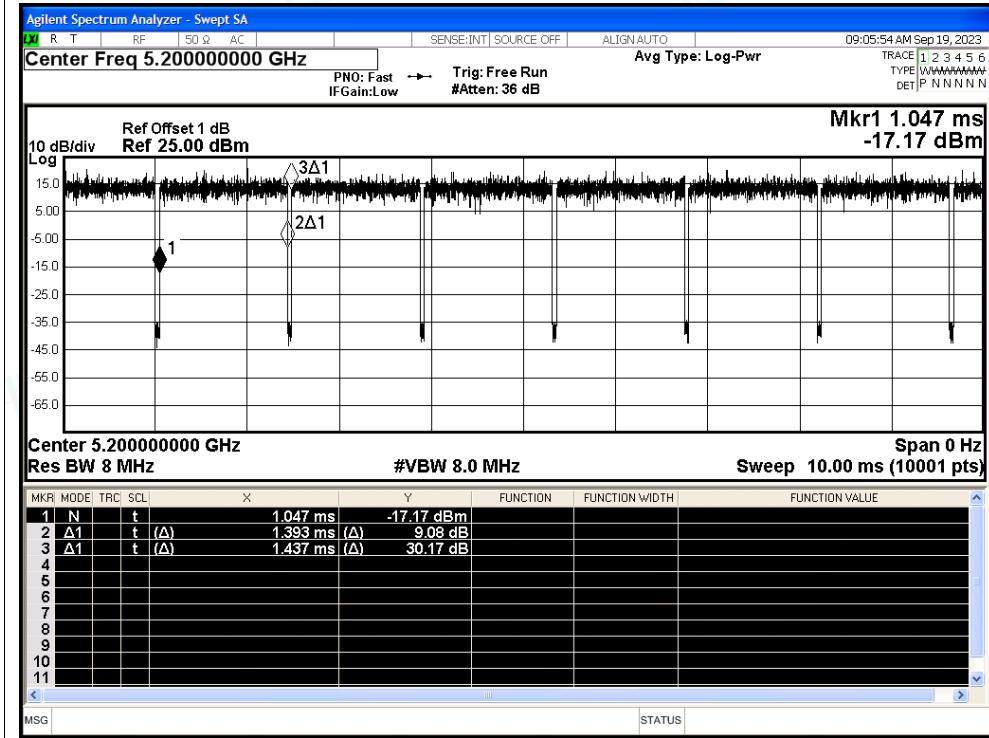 Agilent Spectrum Analyzer - Swept SA
LXI R T RF 50 Ω AC SENSE:INT SOURCE OFF ALIGN AUTO 09:05:54 AM Sep 19, 2023
Center Freq 5.200000000 GHz
Avg Type: Log-Pwr
TRACE 1 2 3 4 5 6
PNO: Fast Trig: Free Run
TYPE
IFGain:Low #Atten: 36 dB
DET P N N N N N
Mkr1 1.047 ms
-17.17 dBm
Ref Offset 1 dB
10 dB/div Ref 25.00 dBm
Log
3Δ1
15.0
5.00
2Δ1
-5.00
1
-15.0
-25.0
-35.0
-45.0
-55.0
-65.0
Center 5.200000000 GHz Span 0 Hz
Res BW 8 MHz #VBW 8.0 MHz Sweep 10.00 ms (10001 pts)
MKR MODE TRC SCL X Y FUNCTION FUNCTION WIDTH FUNCTION VALUE
1 N t 1.047 ms -17.17 dBm
2 Δ1 t (Δ) 1.393 ms (Δ) 9.08 dB
3 Δ1 t (Δ) 1.437 ms (Δ) 30.17 dB
4
5
6
7
8
9
10
11
MSG STATUS